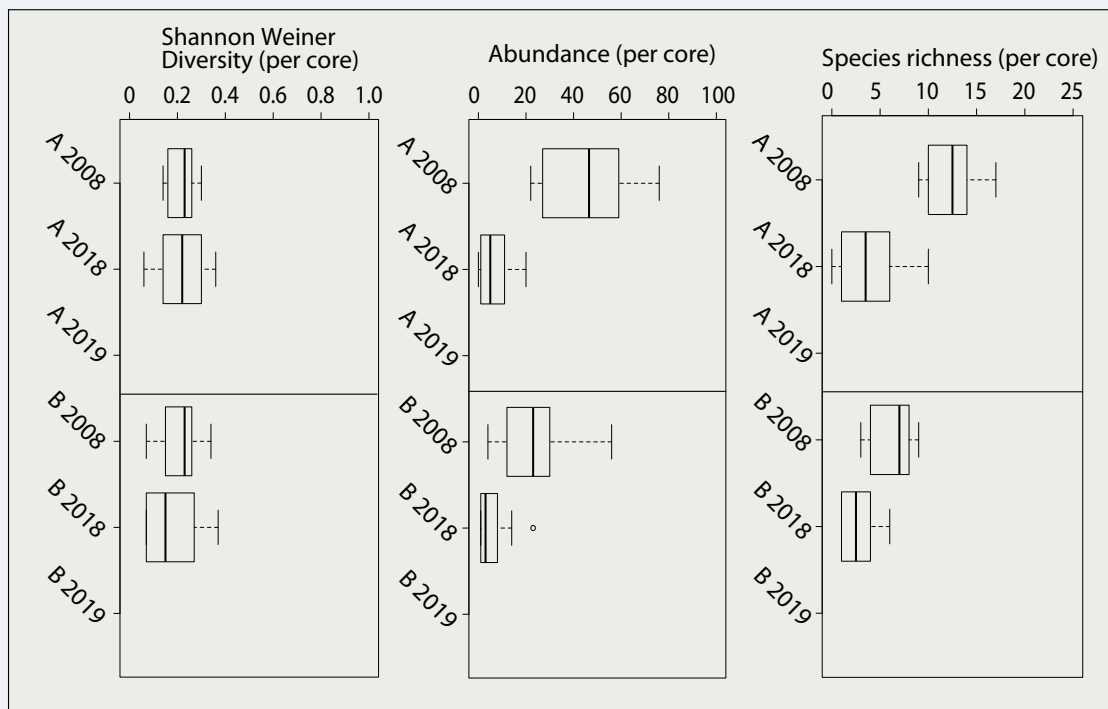 Shannon Weiner
Diversity (per core)
0 0.2 0.4 0.6 0.8 1.0
A 2008
A 2018
A 2019
B 2008
B 2018
B 2019
Abundance (per core)
0 20 40 60 80 100
A 2008
A 2018
A 2019
B 2008
B 2018
B 2019
Species richness (per core)
0 5 10 15 20 25
A 2008
A 2018
A 2019
B 2008
B 2018
B 2019